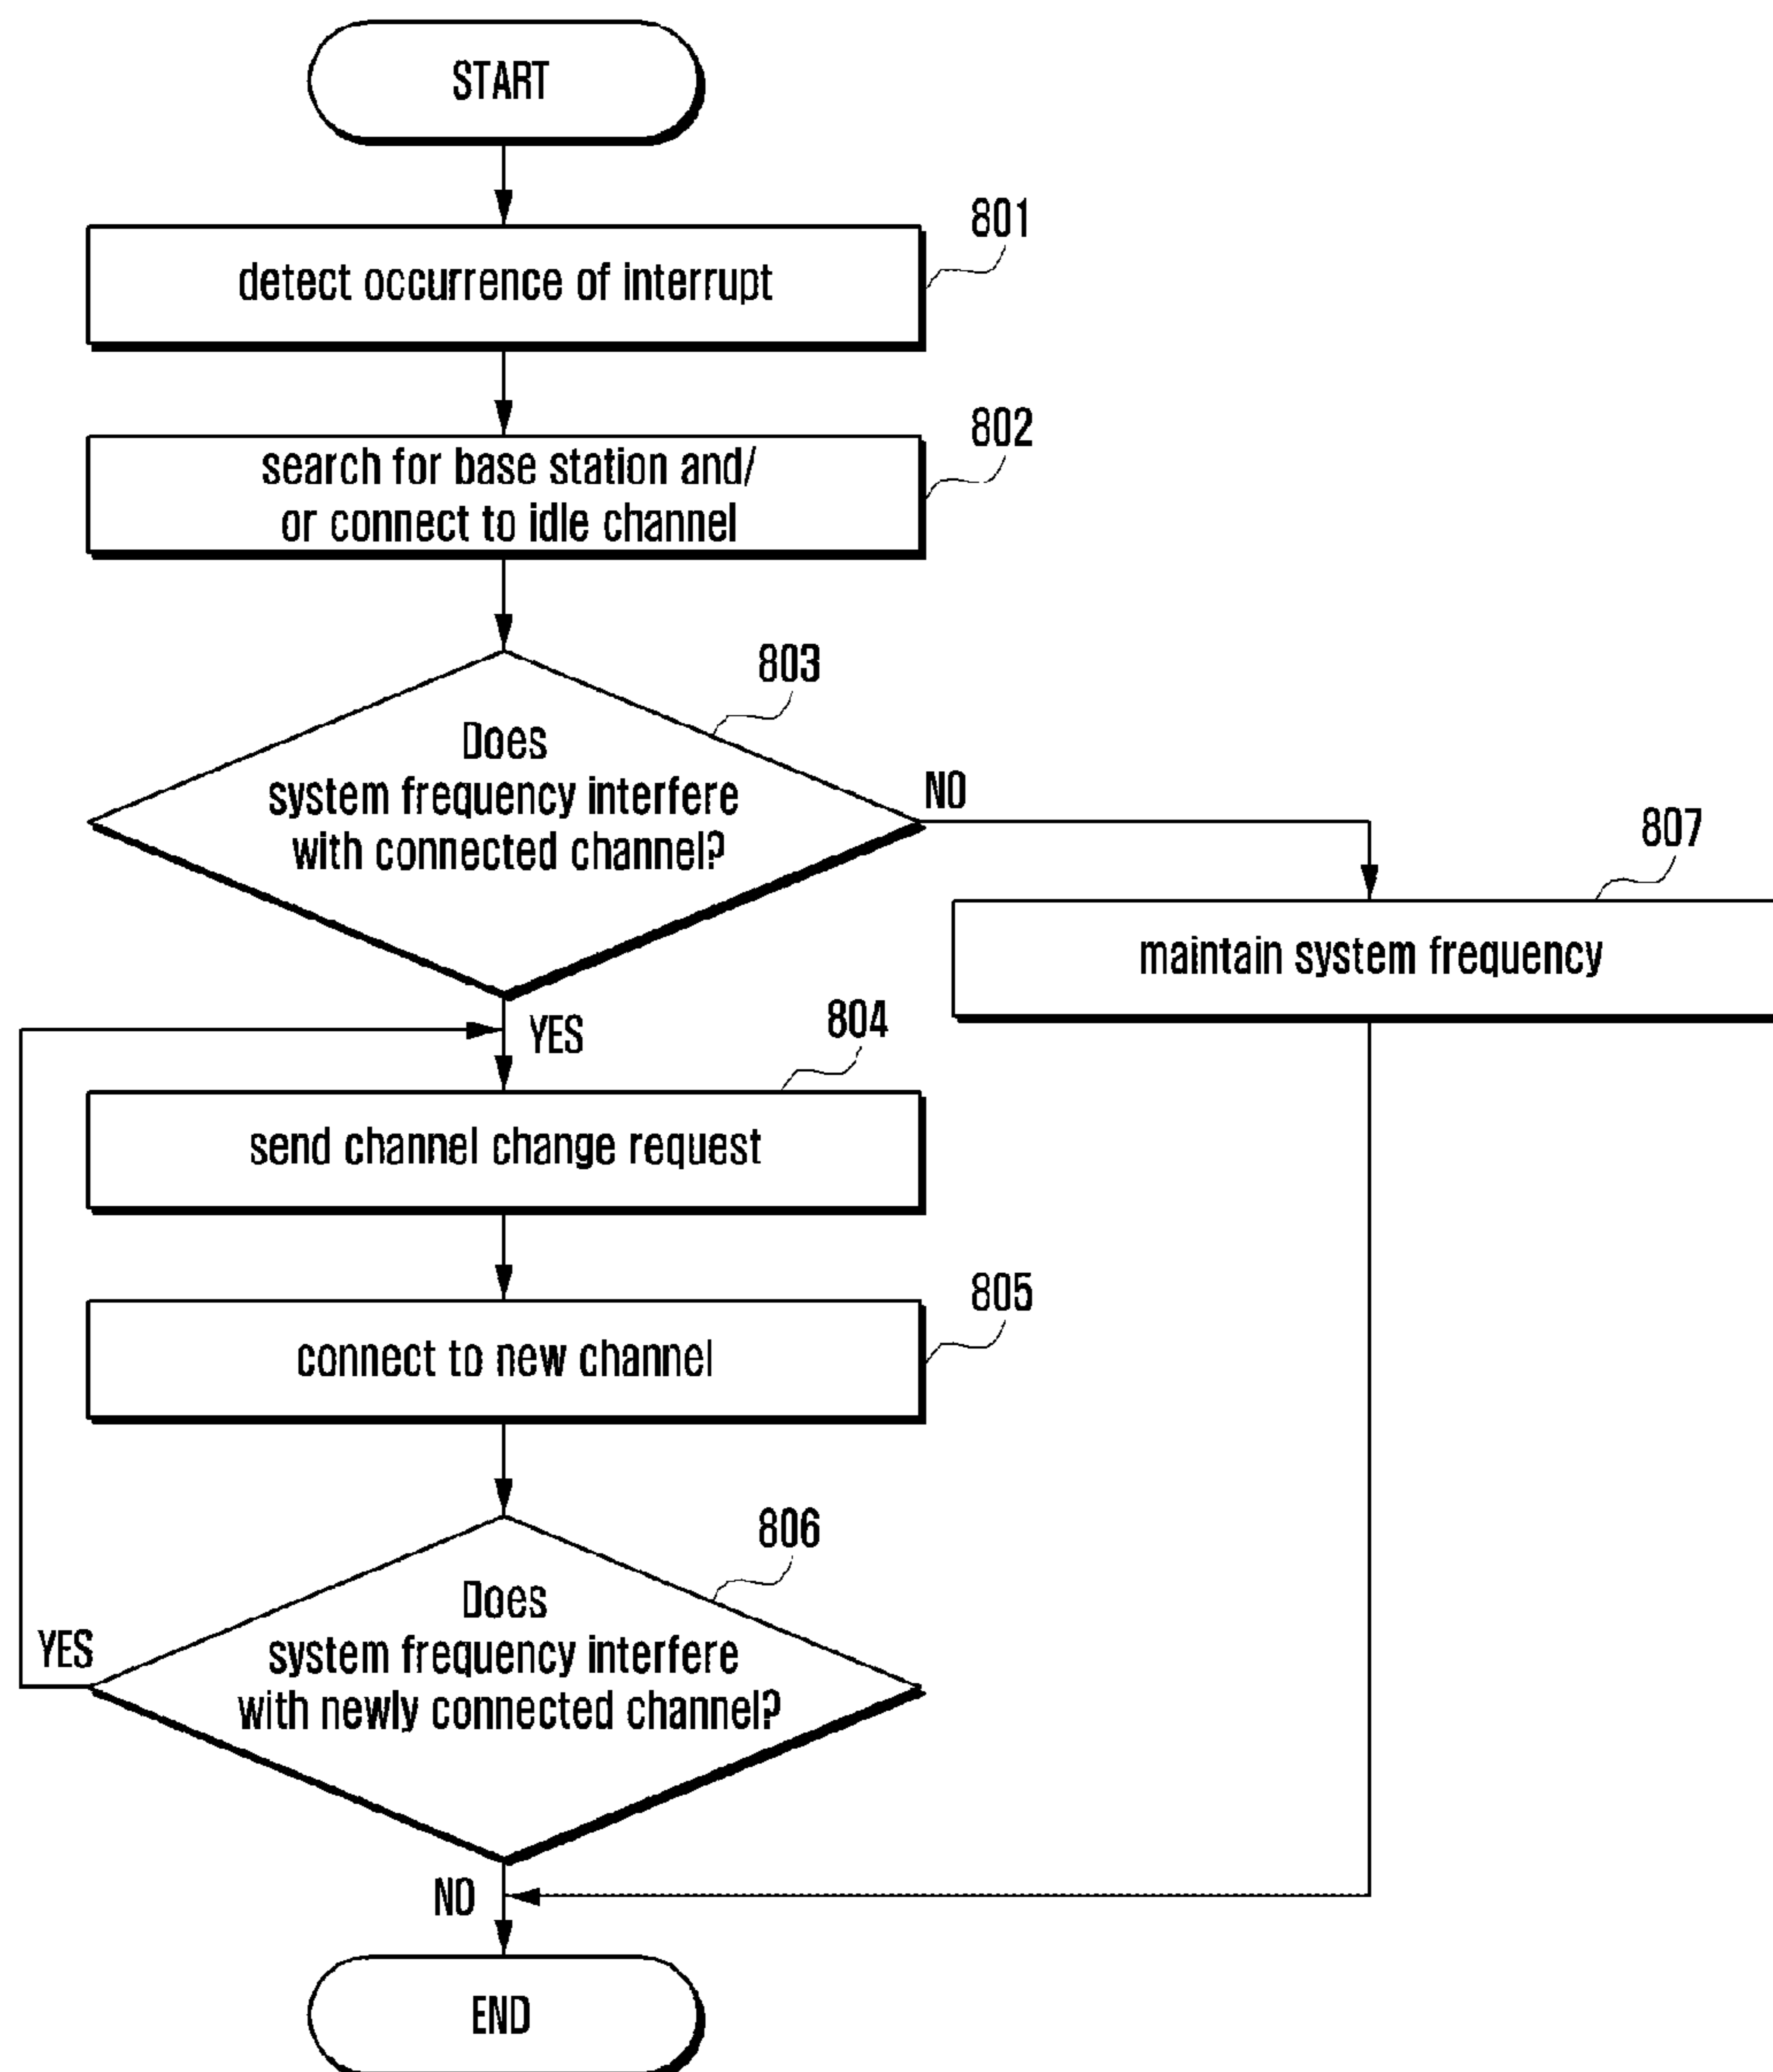 START
801
detect occurrence of interrupt
802
search for base station and/
or connect to idle channel
803
Does
system frequency interfere
with connected channel?
NO
807
maintain system frequency
YES
804
send channel change request
805
connect to new channel
806
Does
system frequency interfere
with newly connected channel?
YES
NO
END